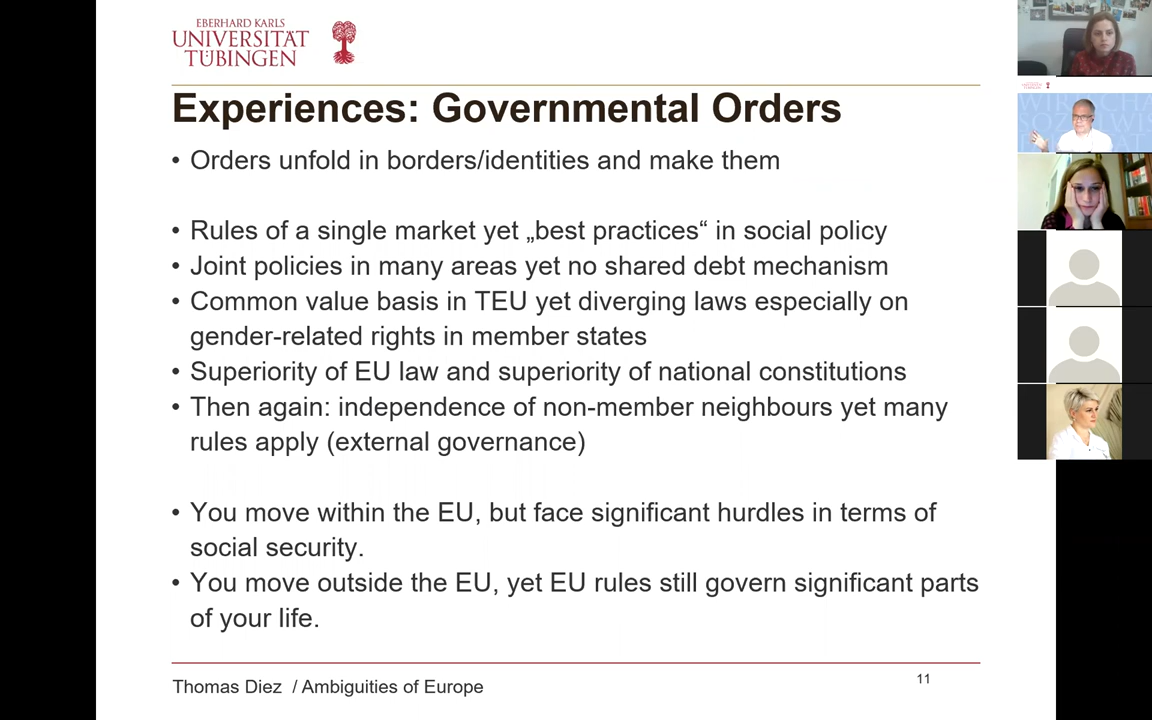 EBERHARD KARLS
UNIVERSITÄT
TÜBINGEN
Experiences: Governmental Orders
• Orders unfold in borders/identities and make them
• Rules of a single market yet „best practices“ in social policy
• Joint policies in many areas yet no shared debt mechanism
• Common value basis in TEU yet diverging laws especially on
gender-related rights in member states
• Superiority of EU law and superiority of national constitutions
• Then again: independence of non-member neighbours yet many
rules apply (external governance)
• You move within the EU, but face significant hurdles in terms of
social security.
• You move outside the EU, yet EU rules still govern significant parts
of your life.
Thomas Diez / Ambiguities of Europe
11